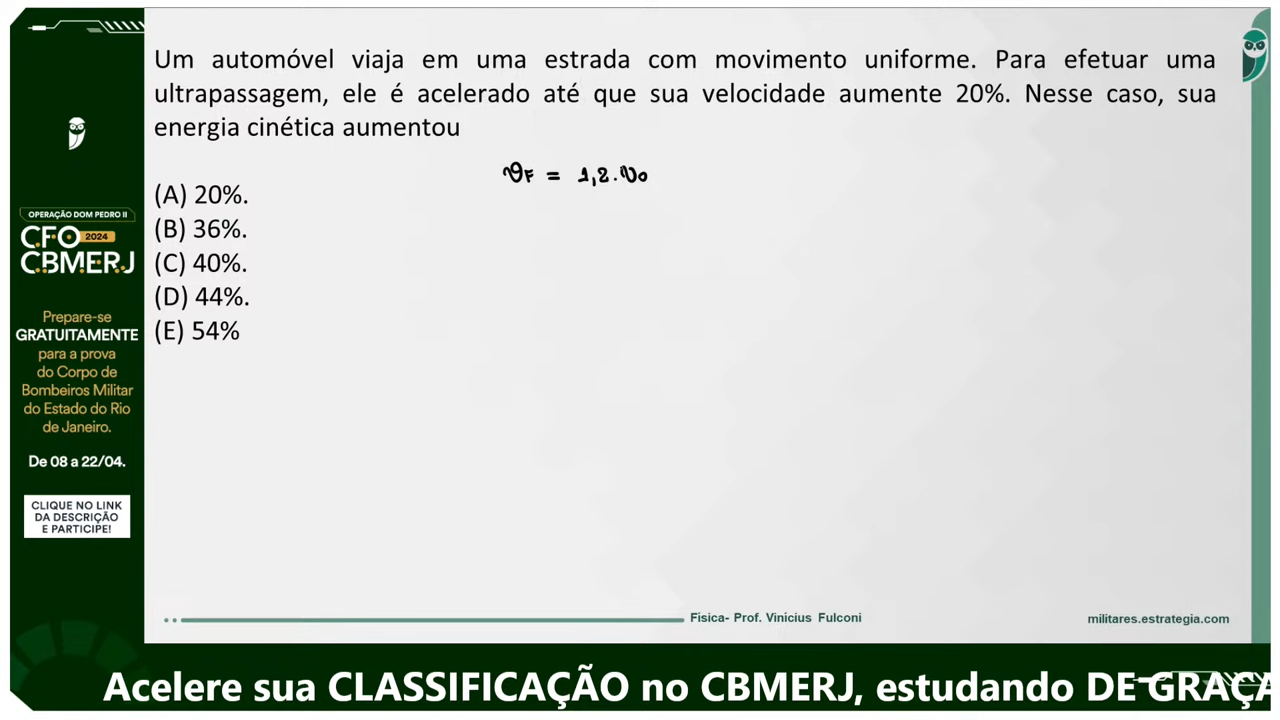 Um automóvel viaja em uma estrada com movimento uniforme. Para efetuar uma
ultrapassagem, ele é acelerado até que sua velocidade aumente 20%. Nesse caso, sua
energia cinética aumentou
𝜗F = 1,2.𝜗0
(A) 20%.
(B) 36%.
(C) 40%.
(D) 44%.
(E) 54%
OPERAÇÃO DOM PEDRO II
CFO 2024
CBMERJ
Prepare-se
GRATUITAMENTE
para a prova
do Corpo de
Bombeiros Militar
do Estado do Rio
de Janeiro.
De 08 a 22/04.
CLIQUE NO LINK
DA DESCRIÇÃO
E PARTICIPE!
Física- Prof. Vinícius Fulconi
militares.estrategia.com
Acelere sua CLASSIFICAÇÃO no CBMERJ, estudando DE GRAÇA